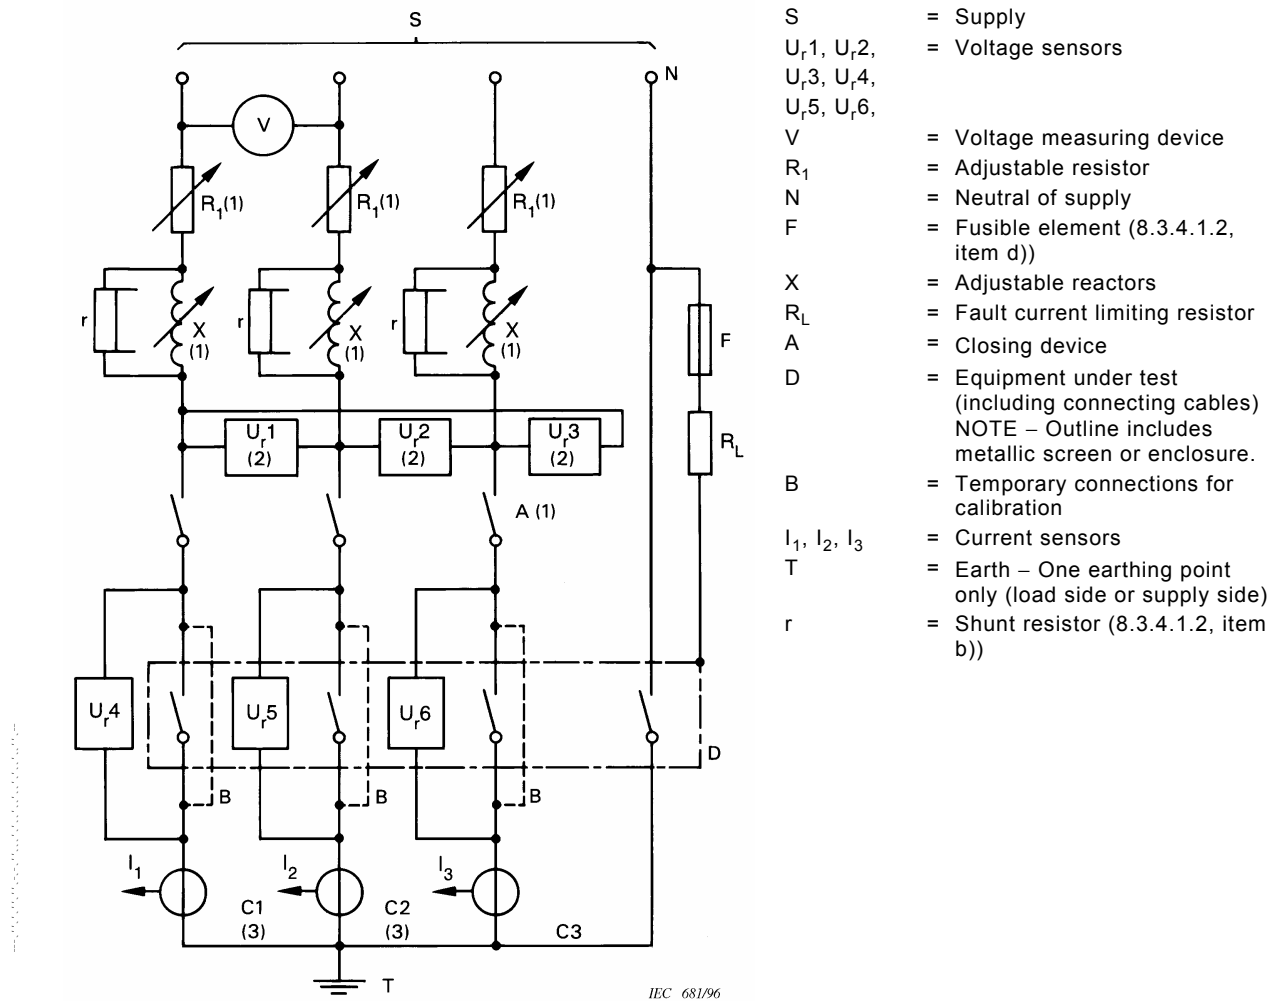 S
N
V
R1(1)
R1(1)
R1(1)
r
X
(1)
r
X
(1)
r
X
(1)
F
Ur1
(2)
Ur2
(2)
Ur3
(2)
RL
A (1)
Ur4
Ur5
Ur6
D
B
B
B
I1
I2
I3
C1
(3)
C2
(3)
C3
T
IEC 681/96
S = Supply
Ur1, Ur2, = Voltage sensors
Ur3, Ur4,
Ur5, Ur6,
V = Voltage measuring device
R1 = Adjustable resistor
N = Neutral of supply
F = Fusible element (8.3.4.1.2,
item d))
X = Adjustable reactors
RL = Fault current limiting resistor
A = Closing device
D = Equipment under test
(including connecting cables)
NOTE – Outline includes
metallic screen or enclosure.
B = Temporary connections for
calibration
I1, I2, I3 = Current sensors
T = Earth – One earthing point
only (load side or supply side)
r = Shunt resistor (8.3.4.1.2, item
b))